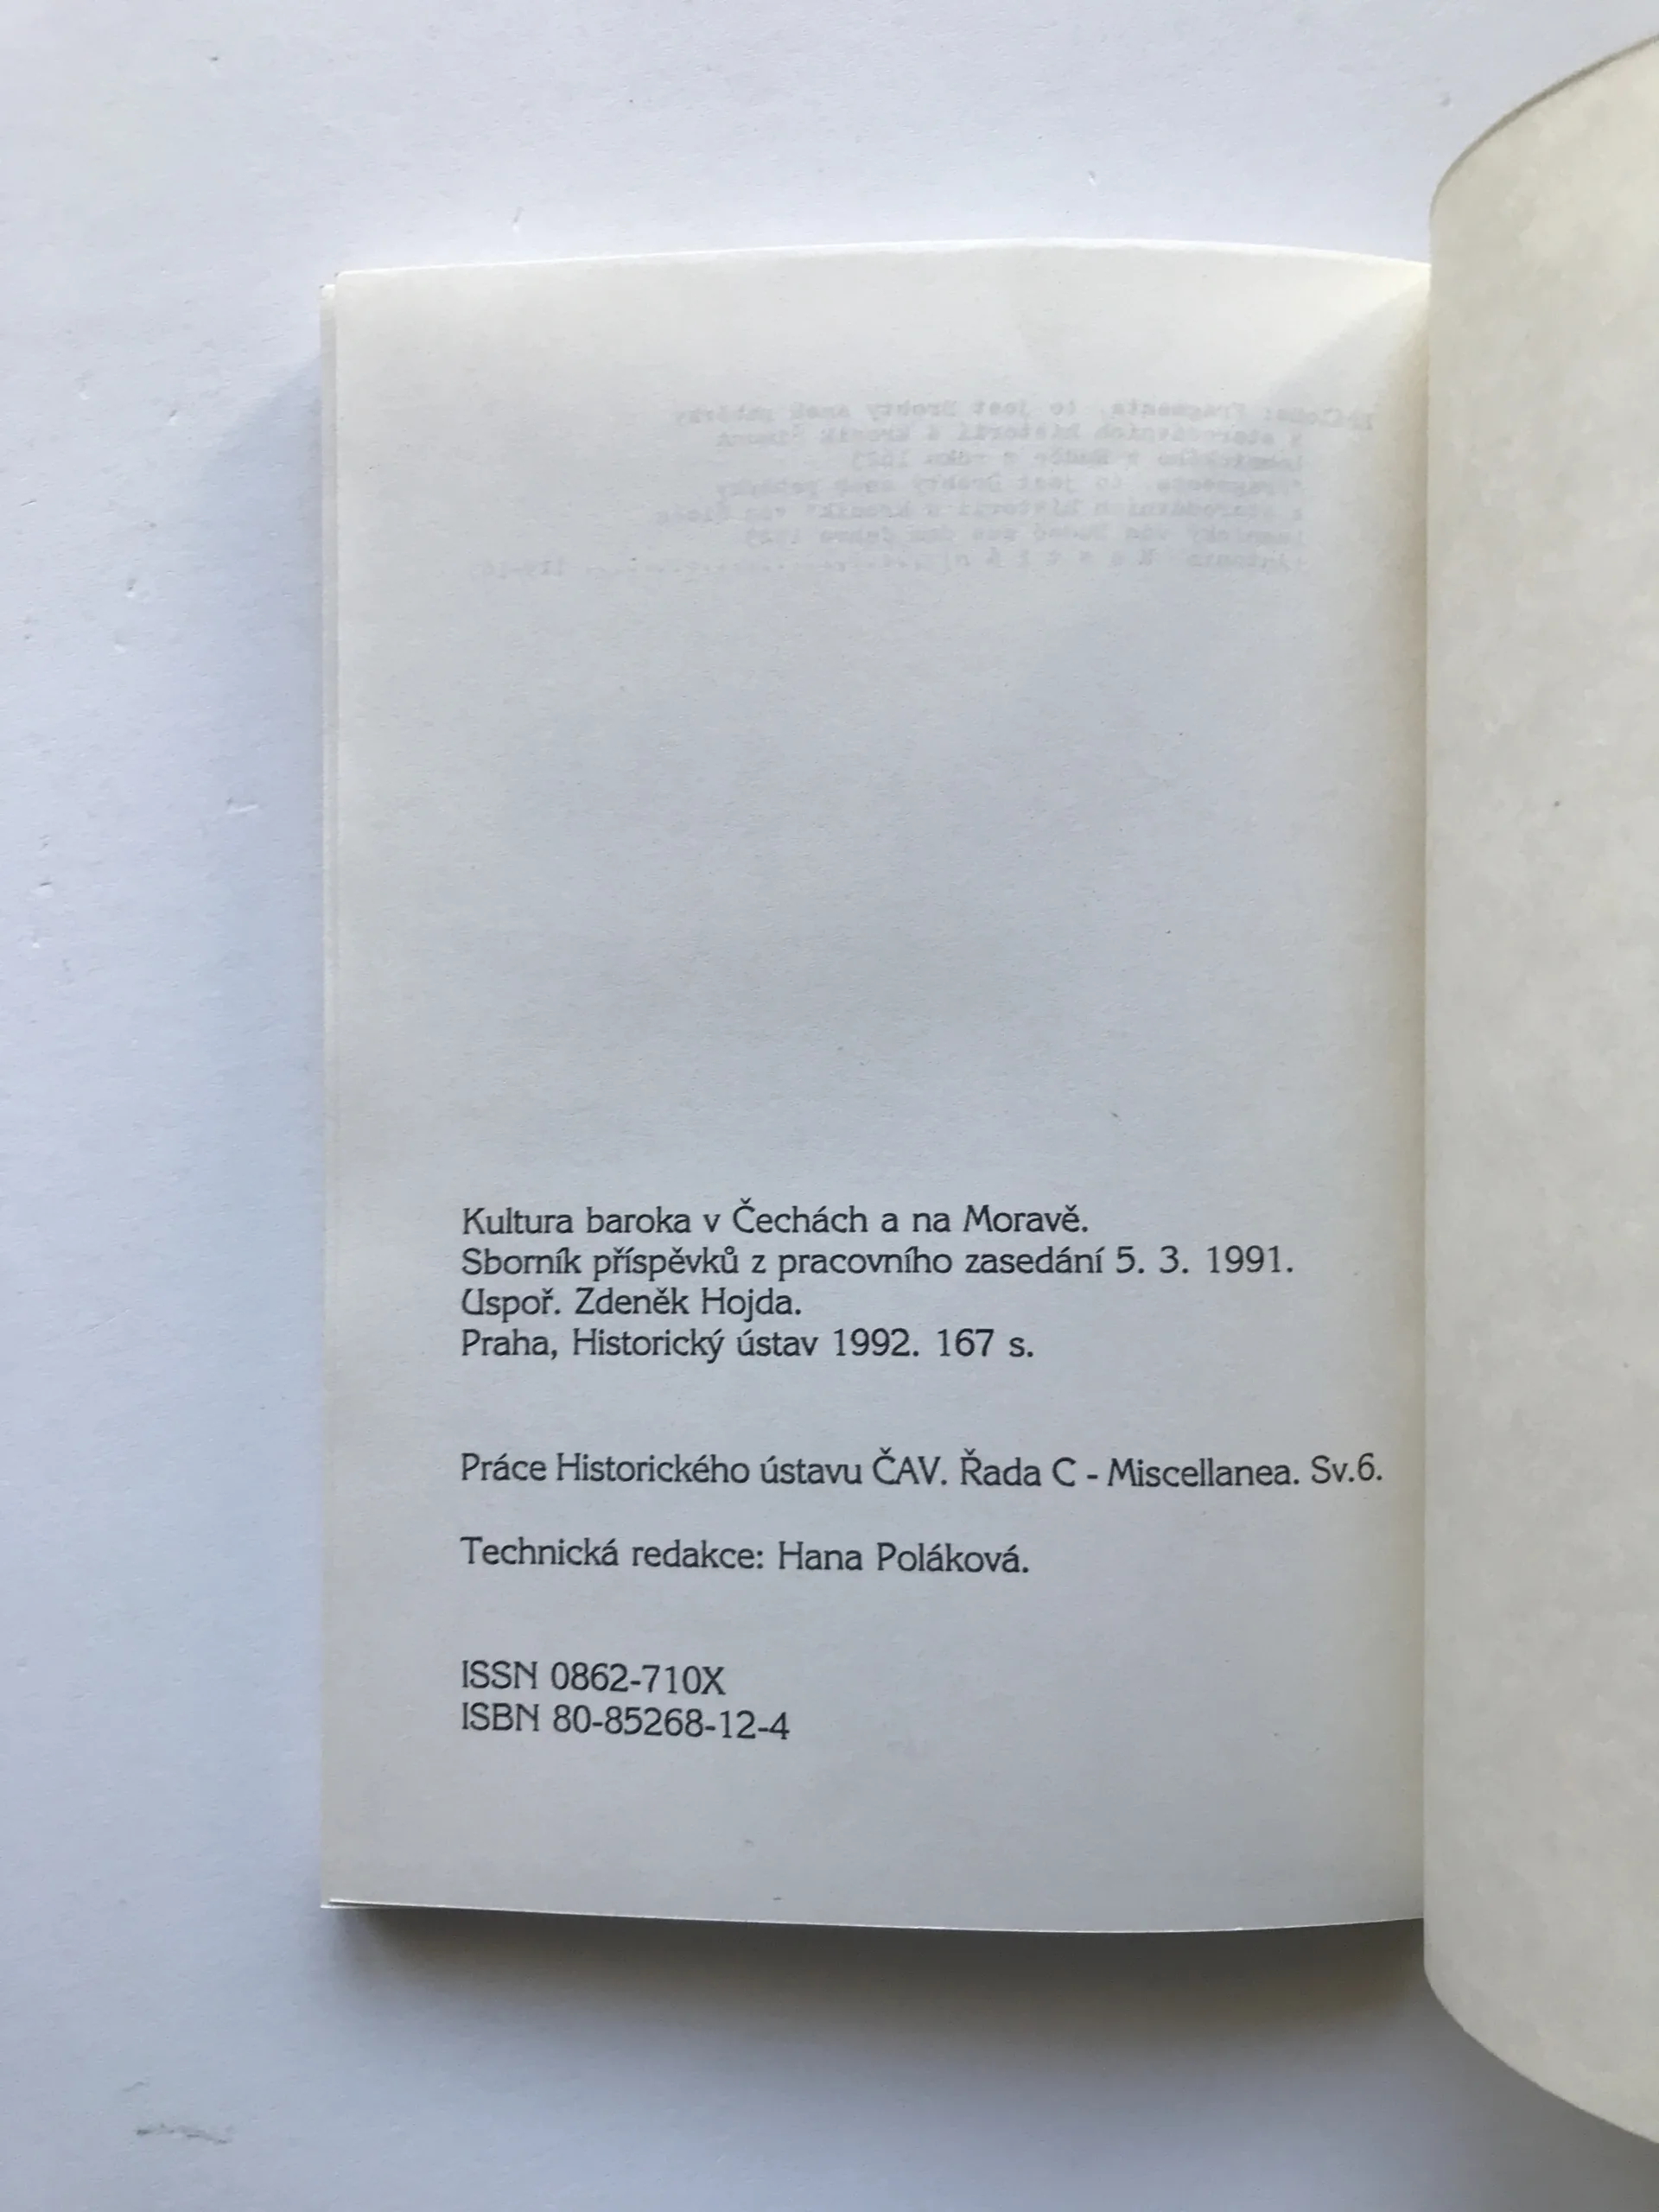 Kultura baroka v Čechách a na Moravě.
Sborník příspěvků z pracovního zasedání 5. 3. 1991.
Uspoř. Zdeněk Hojda.
Praha, Historický ústav 1992. 167 s.
Práce Historického ústavu ČAV. Řada C - Miscellanea. Sv.6.
Technická redakce: Hana Poláková.
ISSN 0862-710X
ISBN 80-85268-12-4